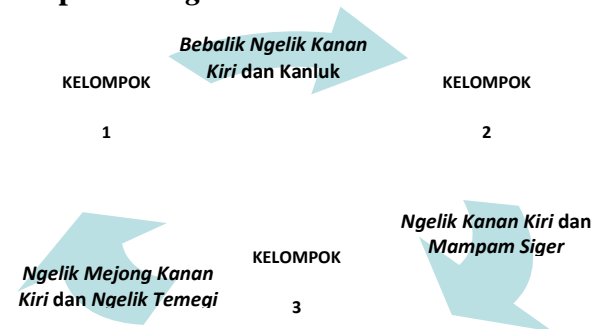 Bebalik Ngelik Kanan
Kiri dan Kanluk
KELOMPOK
1
KELOMPOK
2
Ngelik Kanan Kiri dan
Mampam Siger
KELOMPOK
3
Ngelik Mejong Kanan
Kiri dan Ngelik Temegi